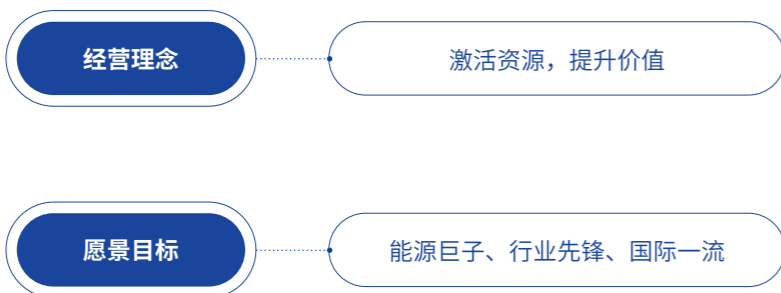 经营理念
激活资源，提升价值
愿景目标
能源巨子、行业先锋、国际一流